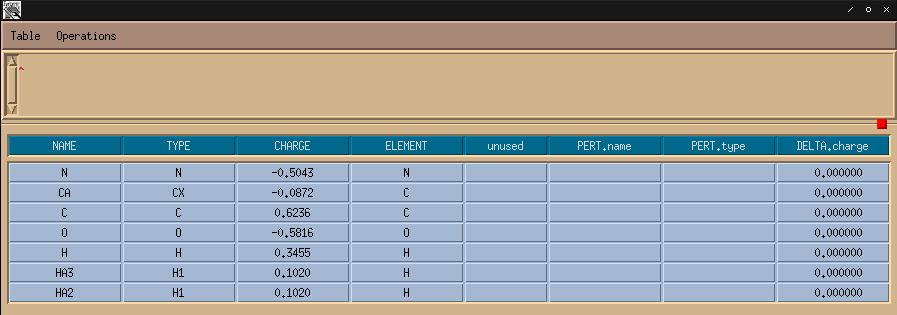 Table Operations
NAME TYPE CHARGE ELEMENT unused PERT.name PERT.type DELTA.charge
N N -0.5043 N 0.000000
CA CX -0.0872 C 0.000000
C C 0.6236 C 0.000000
O O -0.5816 O 0.000000
H H 0.3455 H 0.000000
HA3 H1 0.1020 H 0.000000
HA2 H1 0.1020 H 0.000000